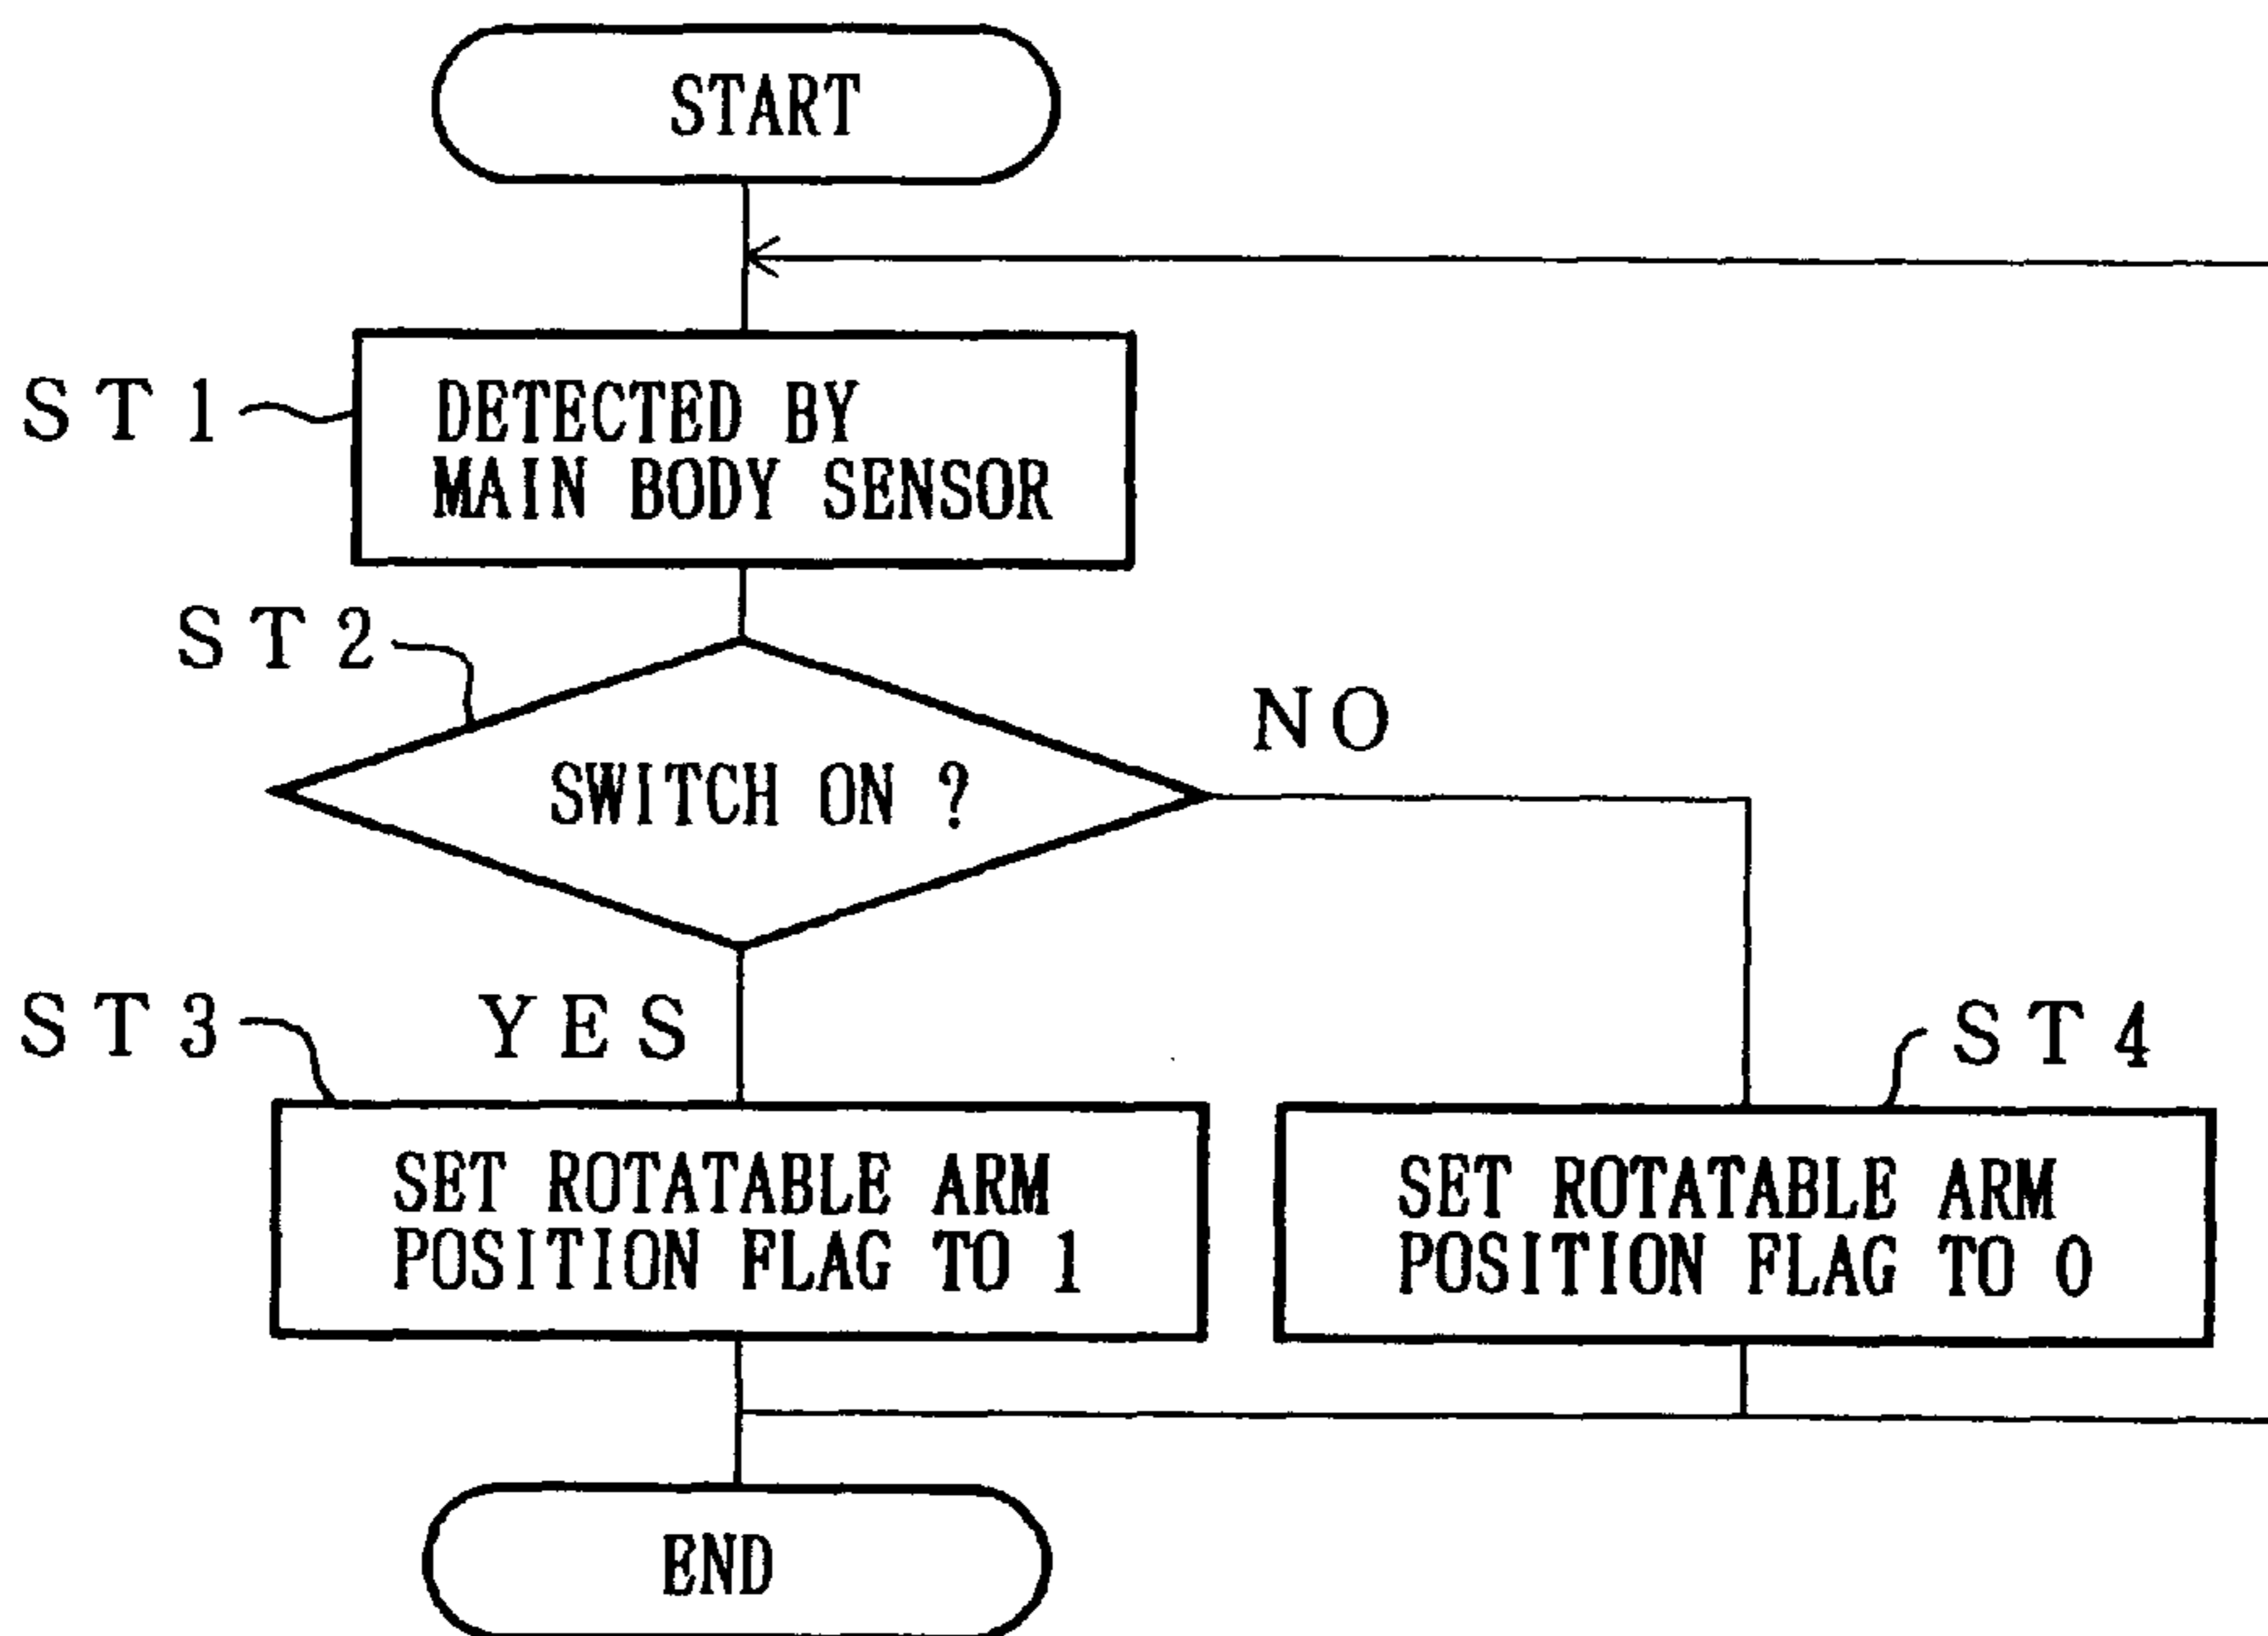 START
ST1
DETECTED BY
MAIN BODY SENSOR
ST2
SWITCH ON ?
NO
YES
ST3
SET ROTATABLE ARM
POSITION FLAG TO 1
ST4
SET ROTATABLE ARM
POSITION FLAG TO 0
END